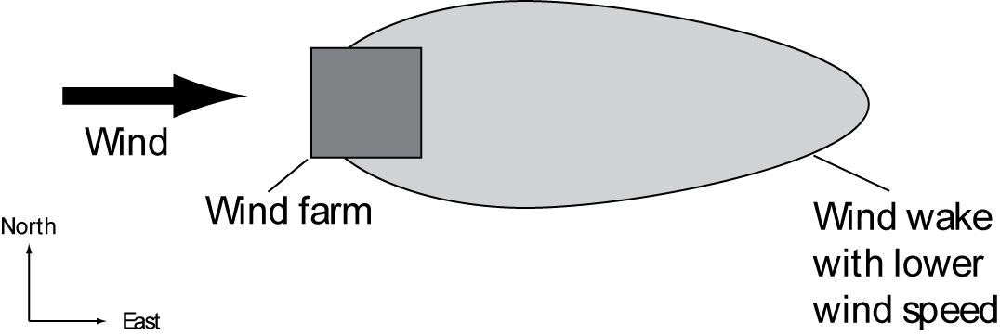 Wind
Wind farm
North
East
Wind wake
with lower
wind speed